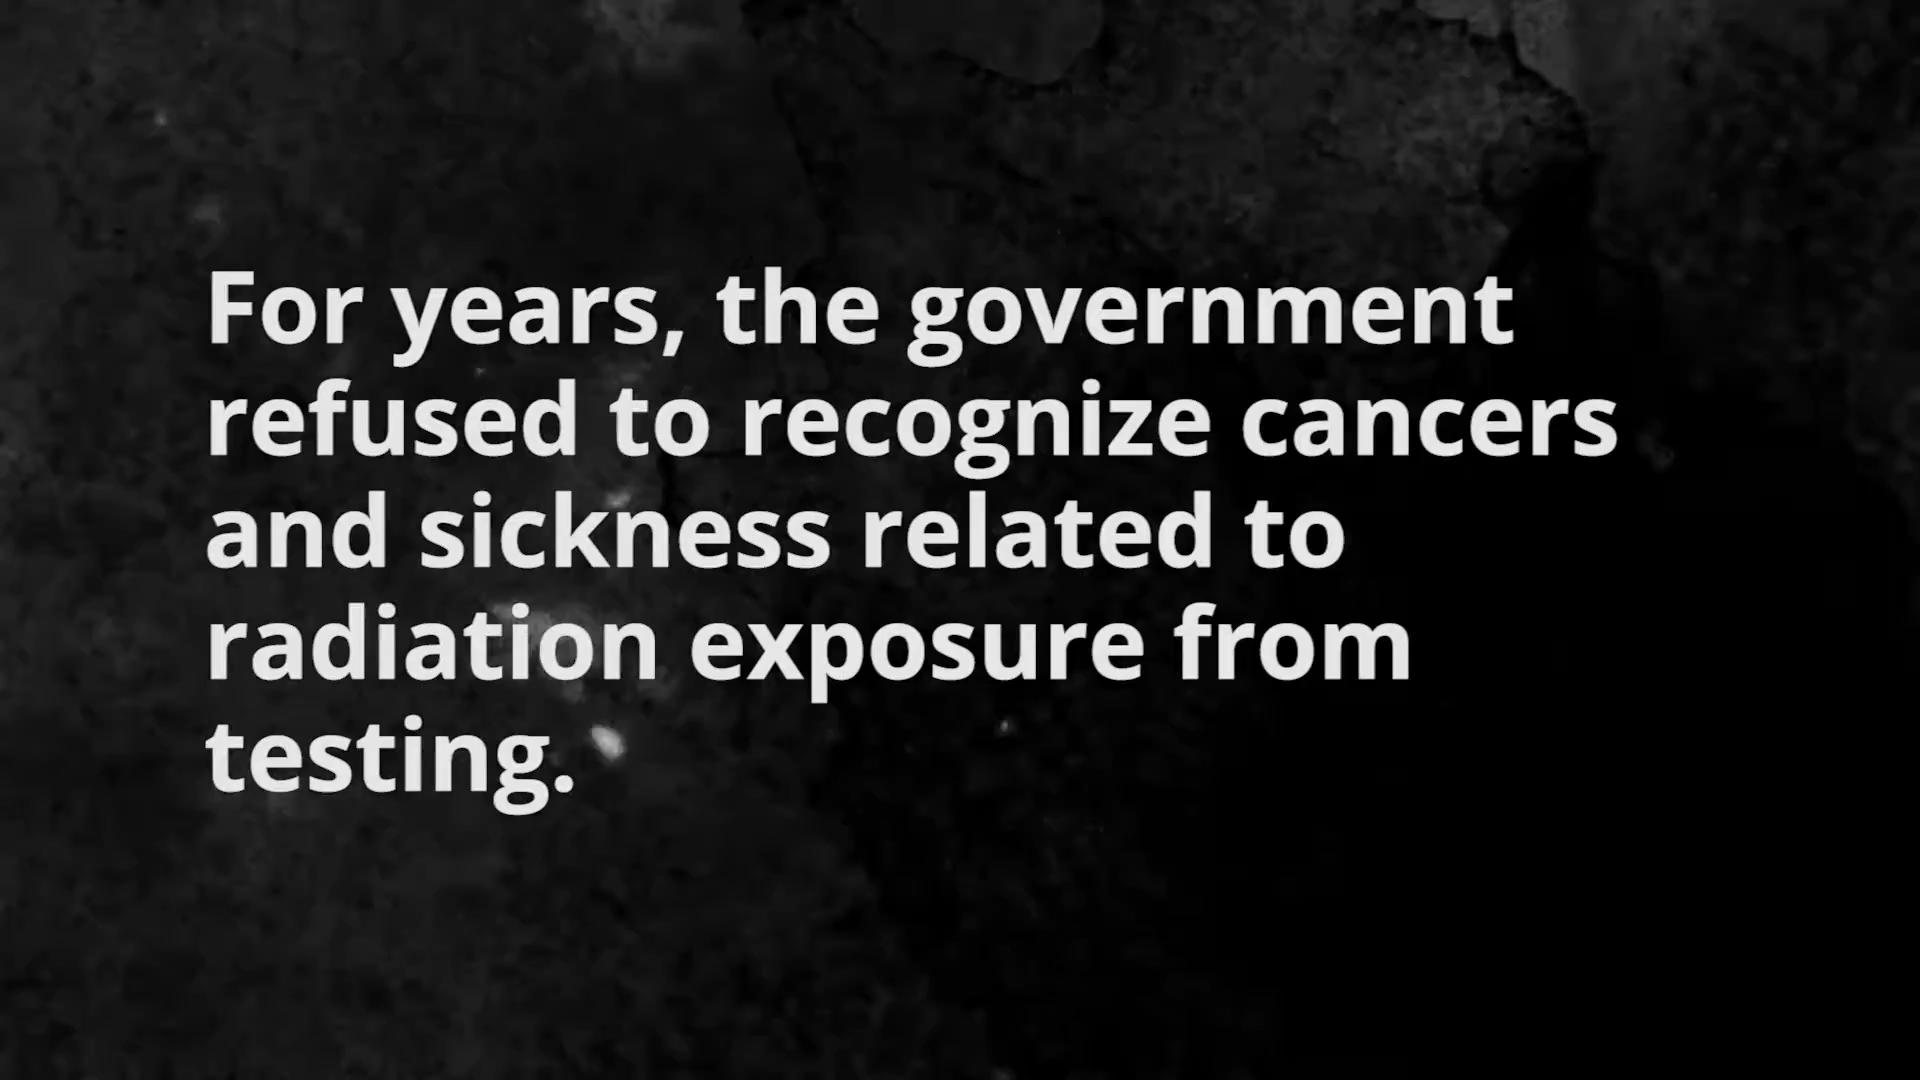 For years, the government
refused to recognize cancers
and sickness related to
radiation exposure from
testing.